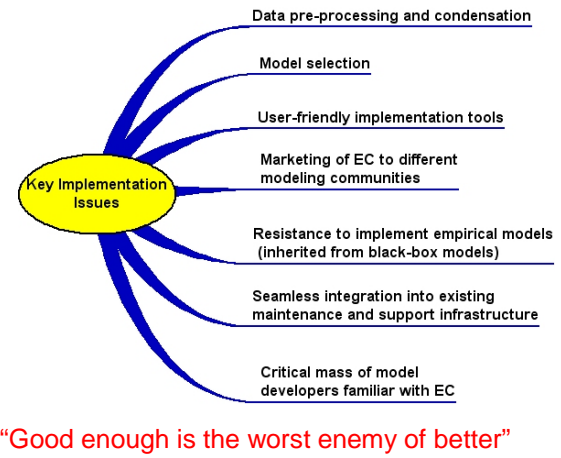 Data pre-processing and condensation
Model selection
User-friendly implementation tools
Marketing of EC to different
modeling communities
Key Implementation
Issues
Resistance to implement empirical models
(inherited from black-box models)
Seamless integration into existing
maintenance and support infrastructure
Critical mass of model
developers familiar with EC
“Good enough is the worst enemy of better”